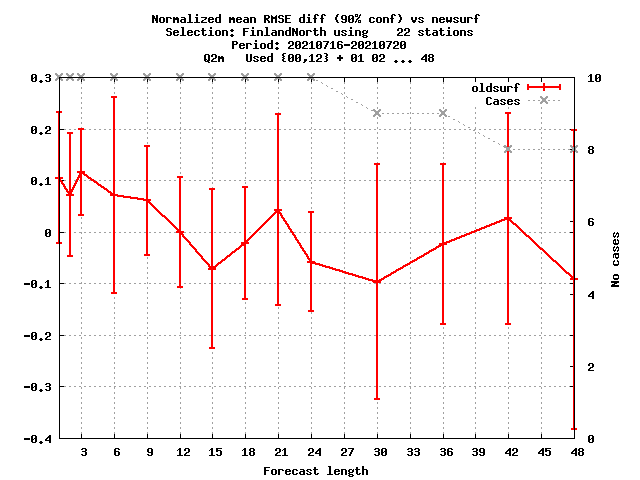 Normalized mean RMSE diff (90% conf) vs newsurf
Selection: FinlandNorth using    22 stations
Period: 20210716-20210720
Q2m   Used {00,12} + 01 02 ... 48
oldsurf
Cases
0.3
0.2
0.1
0
-0.1
-0.2
-0.3
-0.4
10
8
6
4
2
0
No cases
3 6 9 12 15 18 21 24 27 30 33 36 39 42 45 48
Forecast length